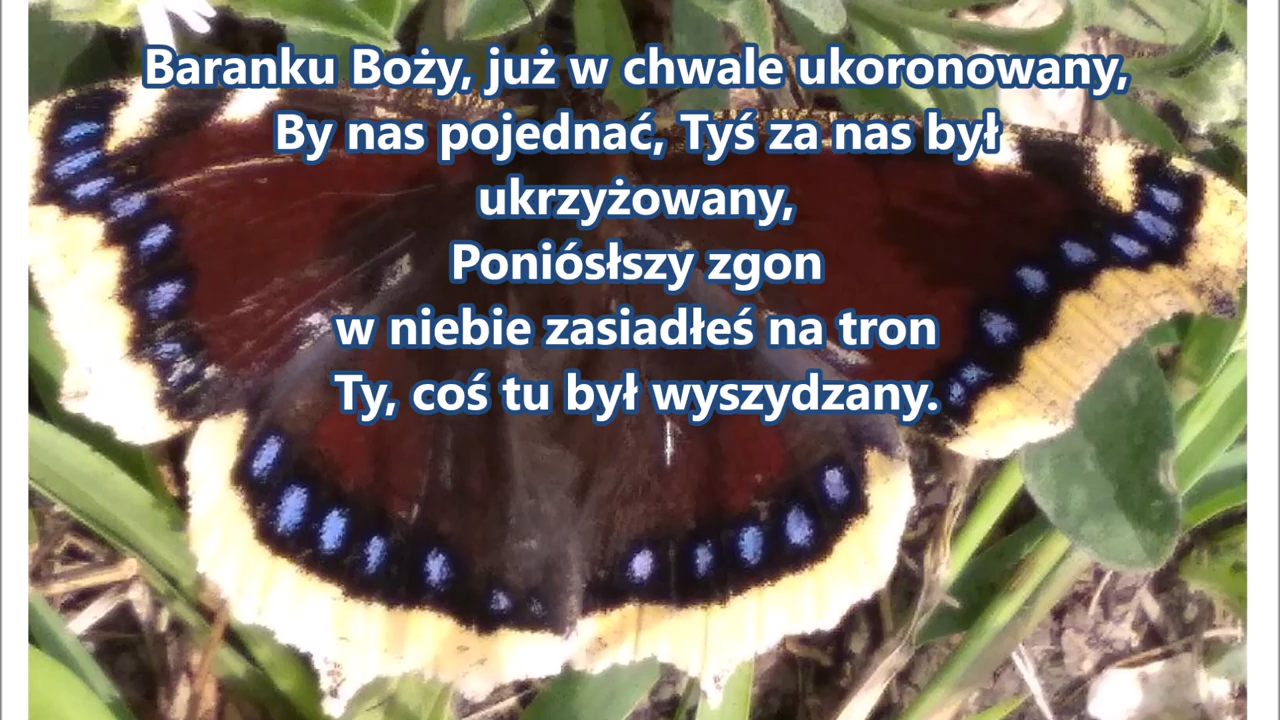 Baranku Boży, już w chwale ukoronowany,
By nas pojednać, Tyś za nas był
ukrzyżowany,
Poniósłszy zgon
w niebie zasiadłeś na tron
Ty, coś tu był wyszydzany.